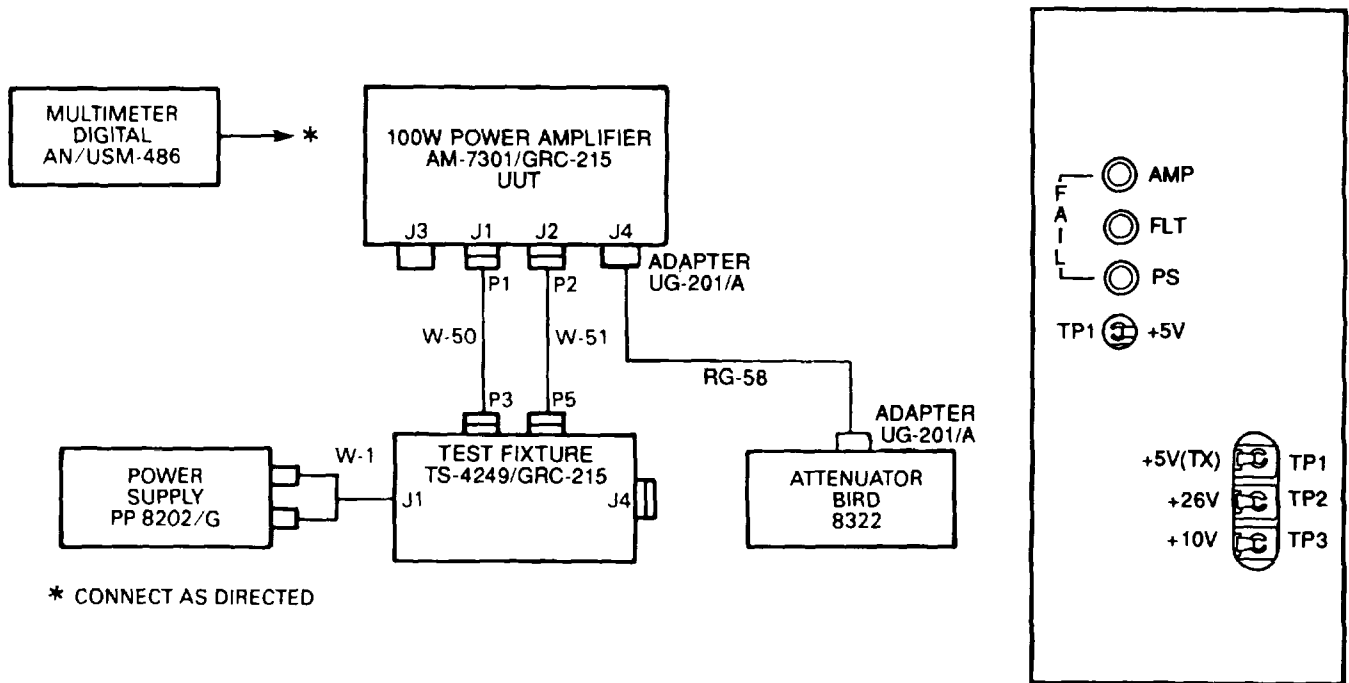 MULTIMETER
DIGITAL
AN/USM-486
*
100W POWER AMPLIFIER
AM-7301/GRC-215
UUT
J3
J1
J2
J4
ADAPTER
UG-201/A
P1
P2
W-50
W-51
RG-58
P3
P5
ADAPTER
UG-201/A
W-1
POWER
SUPPLY
PP 8202/G
TEST FIXTURE
TS-4249/GRC-215
J1
J4
ATTENUATOR
BIRD
8322
* CONNECT AS DIRECTED
FAIL
AMP
FLT
PS
TP1 +5V
+5V(TX) TP1
+26V TP2
+10V TP3